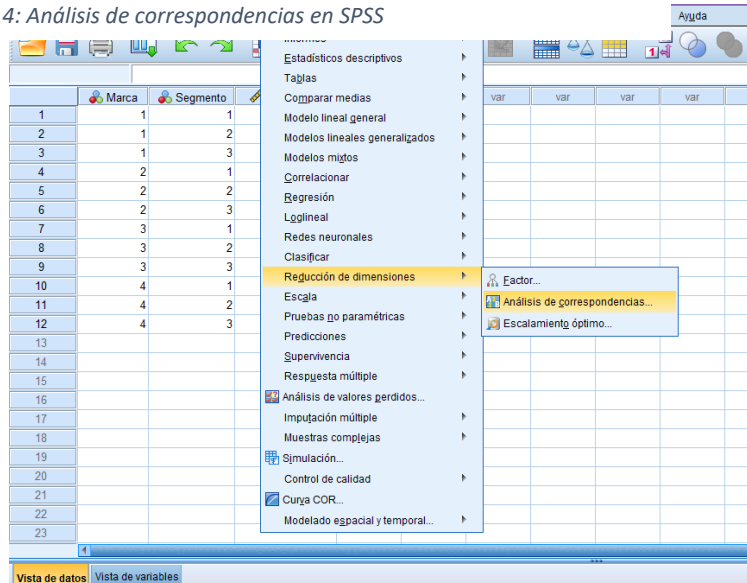 4: Análisis de correspondencias en SPSS
Ayuda
Informes
Estadísticos descriptivos
Tablas
Comparar medias
Modelo lineal general
Modelos lineales generalizados
Modelos mixtos
Correlacionar
Regresión
Loglineal
Redes neuronales
Clasificar
Reducción de dimensiones
Escala
Pruebas no paramétricas
Predicciones
Supervivencia
Respuesta múltiple
Análisis de valores perdidos...
Imputación múltiple
Muestras complejas
Simulación...
Control de calidad
Curva COR...
Modelado espacial y temporal...
Factor...
Análisis de correspondencias...
Escalamiento óptimo...
Marca Segmento var var var var
1 1 1
2 1 2
3 1 3
4 2 1
5 2 2
6 2 3
7 3 1
8 3 2
9 3 3
10 4 1
11 4 2
12 4 3
13
14
15
16
17
18
19
20
21
22
23
Vista de datos Vista de variables